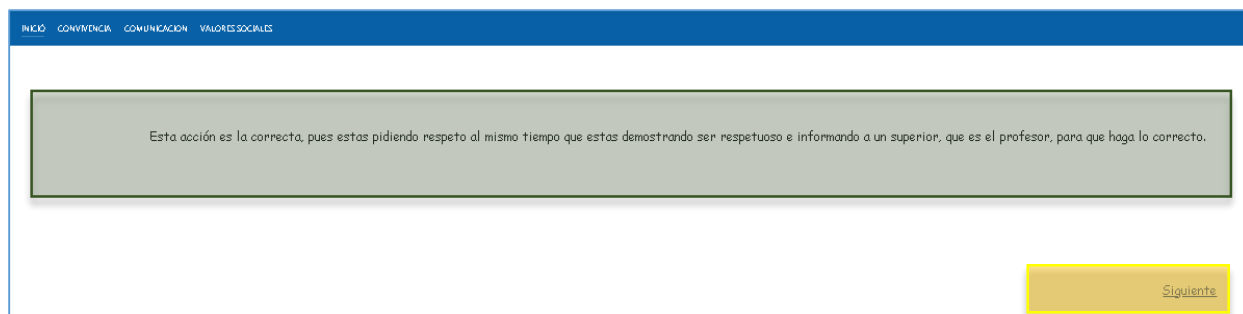 INICIÓ CONVIVENCIA COMUNICACION VALORES SOCIALES
Esta acción es la correcta, pues estas pidiendo respeto al mismo tiempo que estas demostrando ser respetuoso e informando a un superior, que es el profesor, para que haga lo correcto.
Siguiente